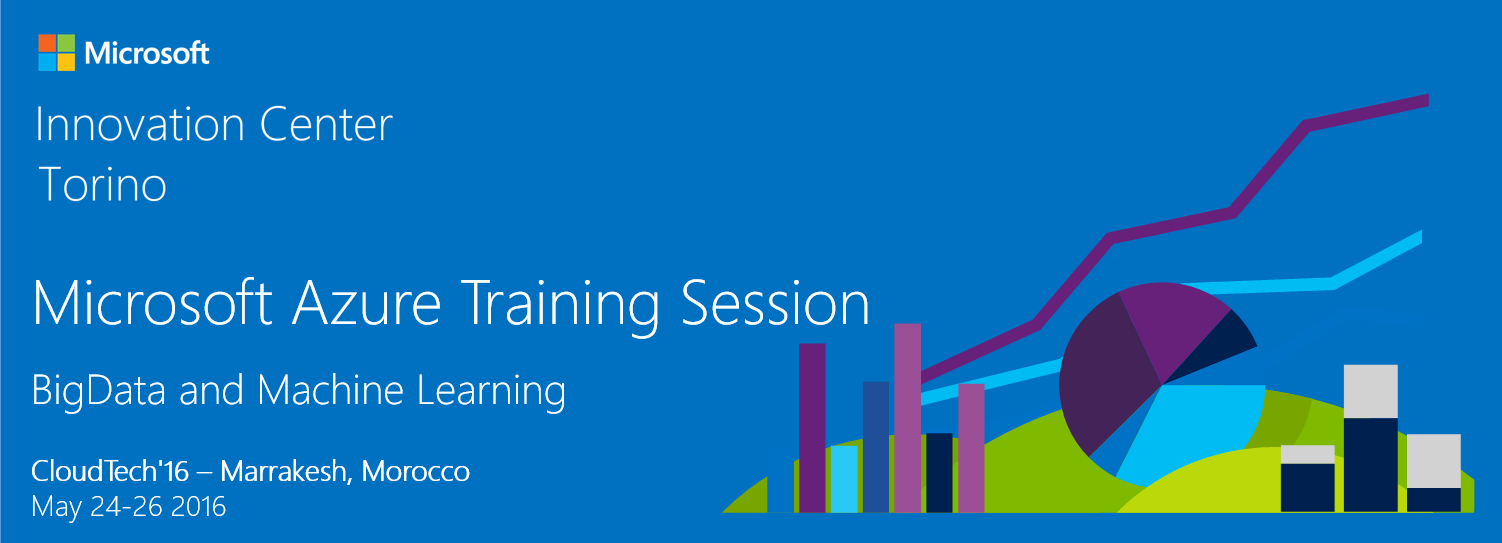 Microsoft
Innovation Center
Torino
Microsoft Azure Training Session
BigData and Machine Learning
CloudTech'16 – Marrakesh, Morocco
May 24-26 2016